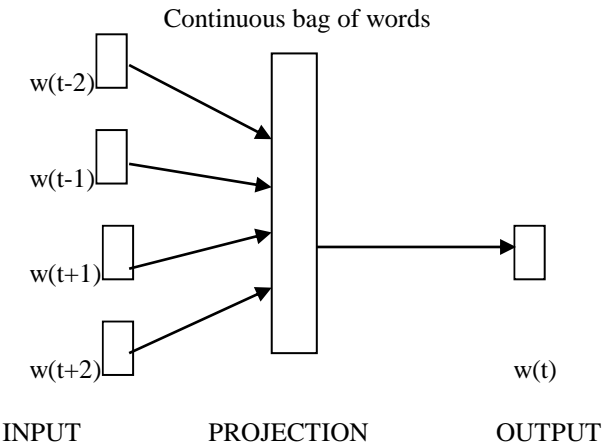 Continuous bag of words
w(t-2)
w(t-1)
w(t+1)
w(t+2)
w(t)
INPUT PROJECTION OUTPUT